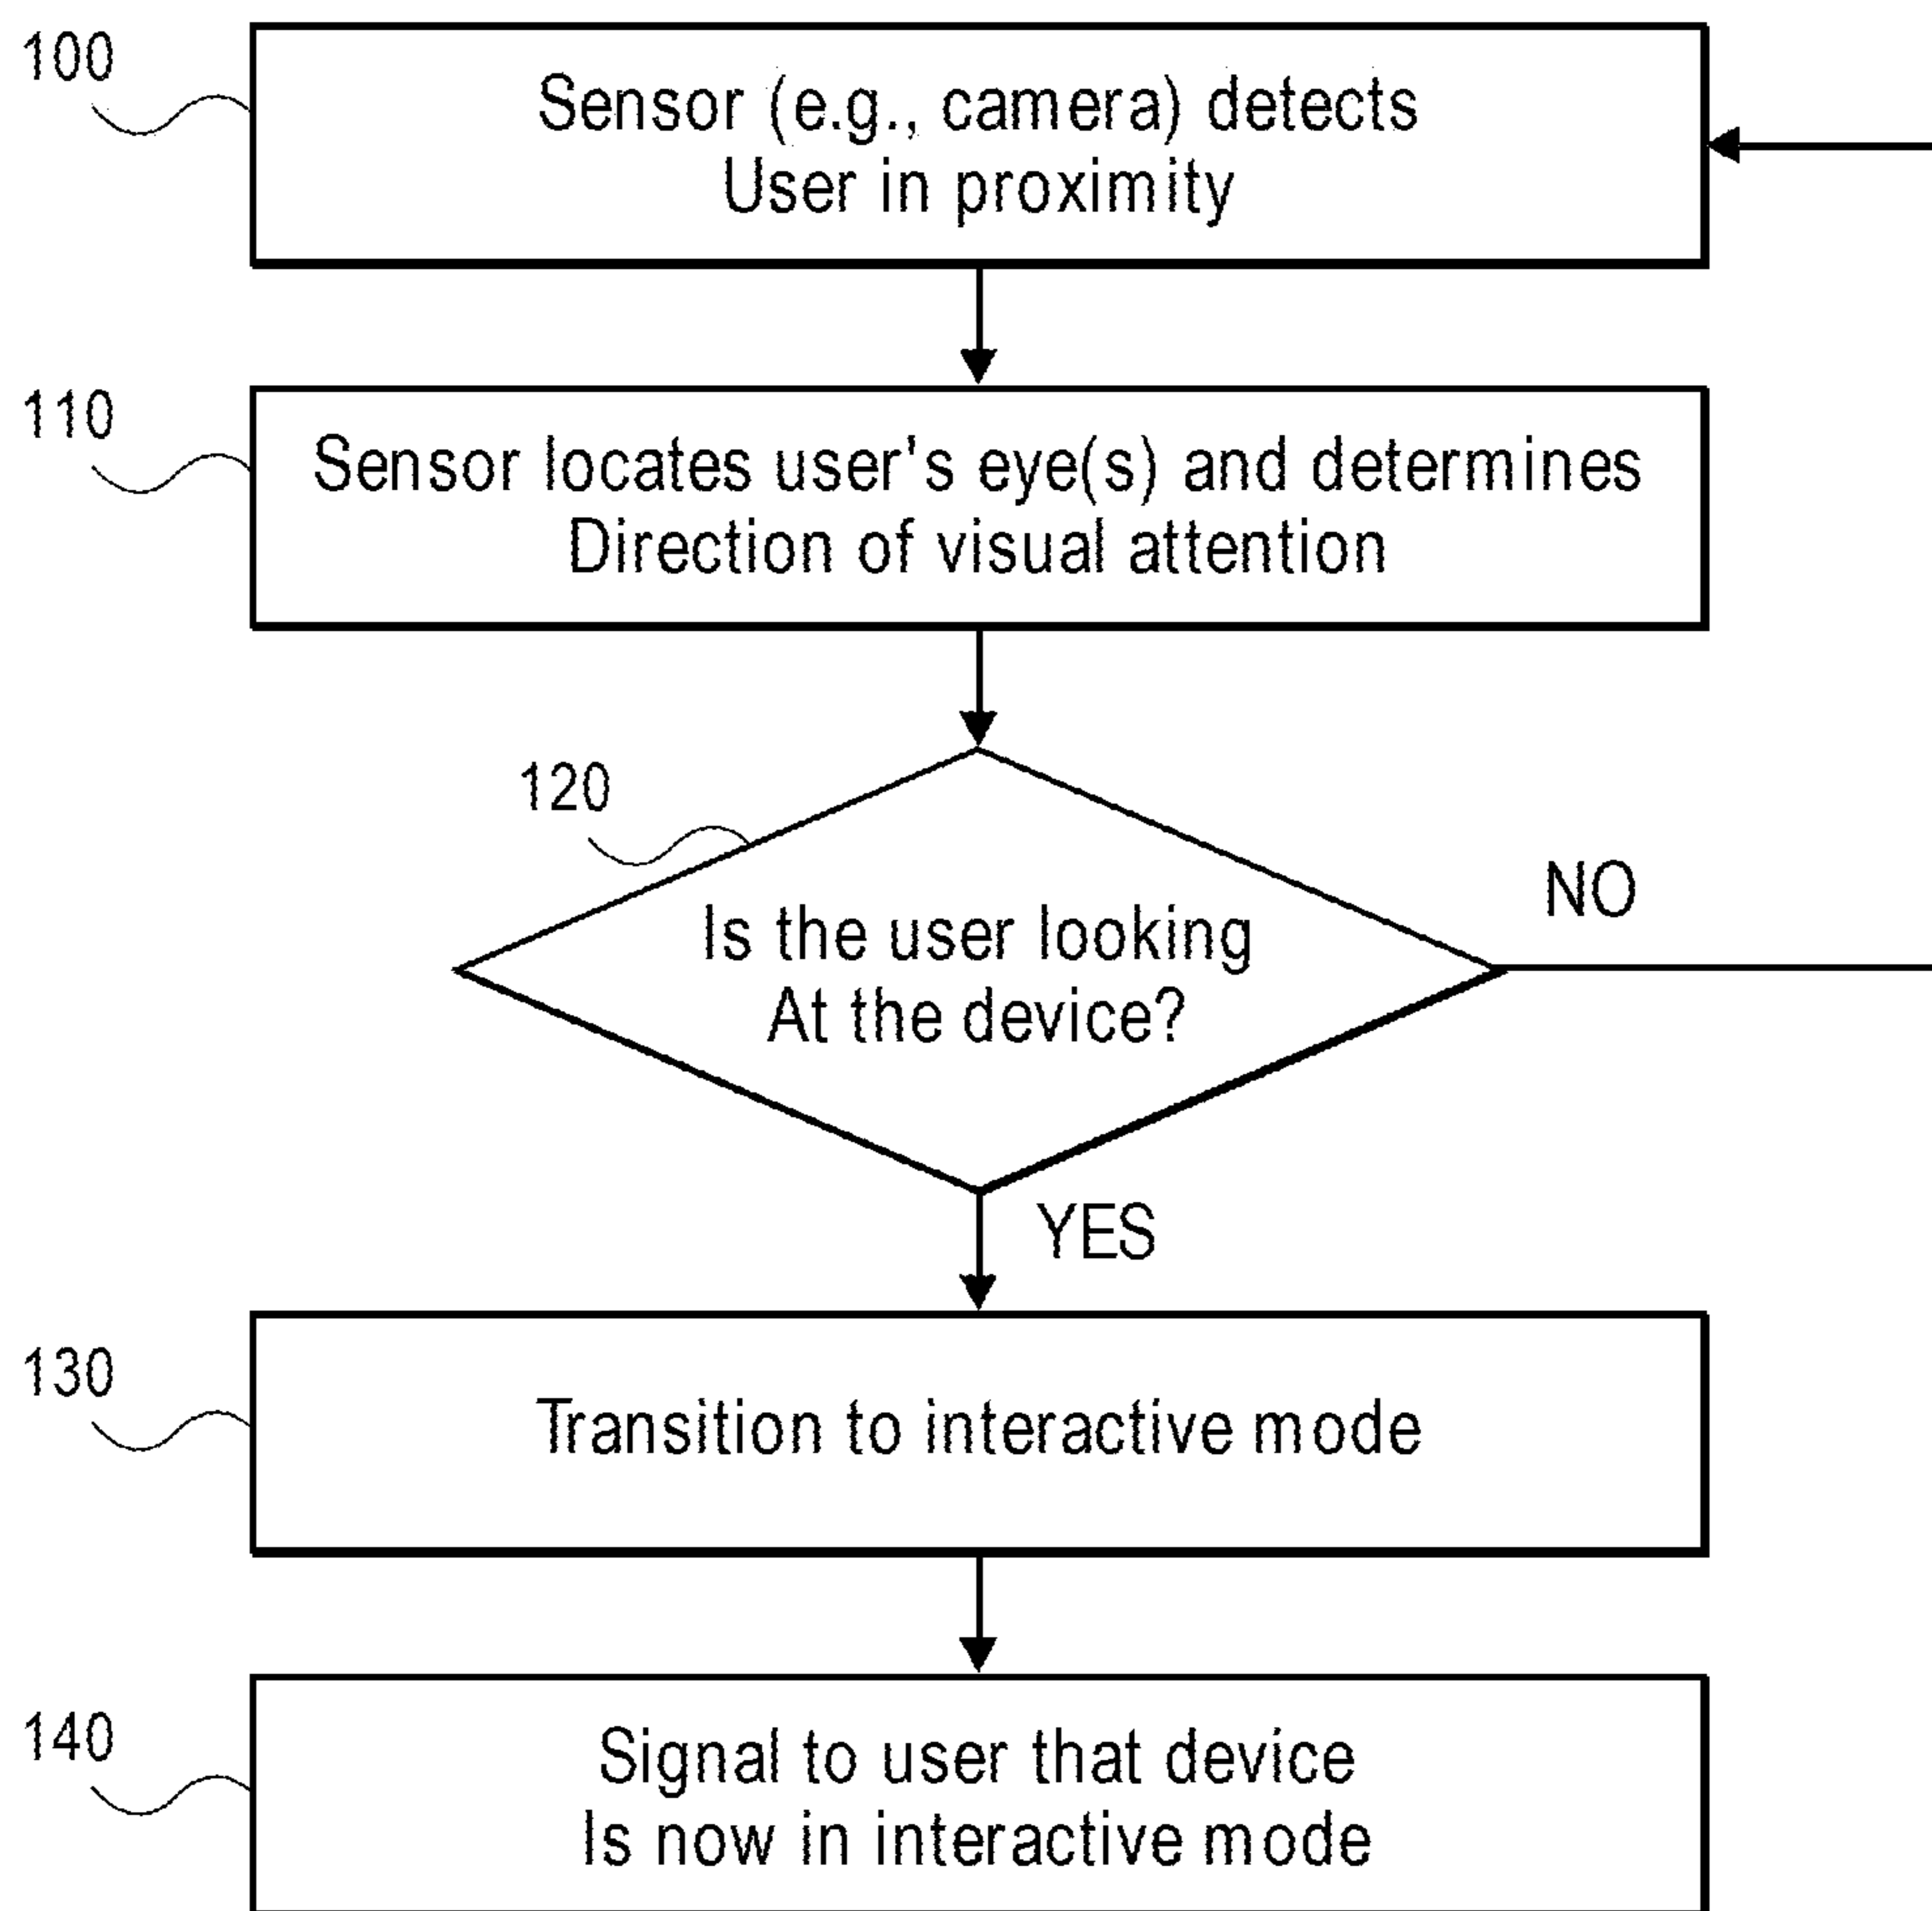 100
Sensor (e.g., camera) detects
User in proximity
110
Sensor locates user's eye(s) and determines
Direction of visual attention
120
Is the user looking
At the device?
NO
YES
130
Transition to interactive mode
140
Signal to user that device
Is now in interactive mode